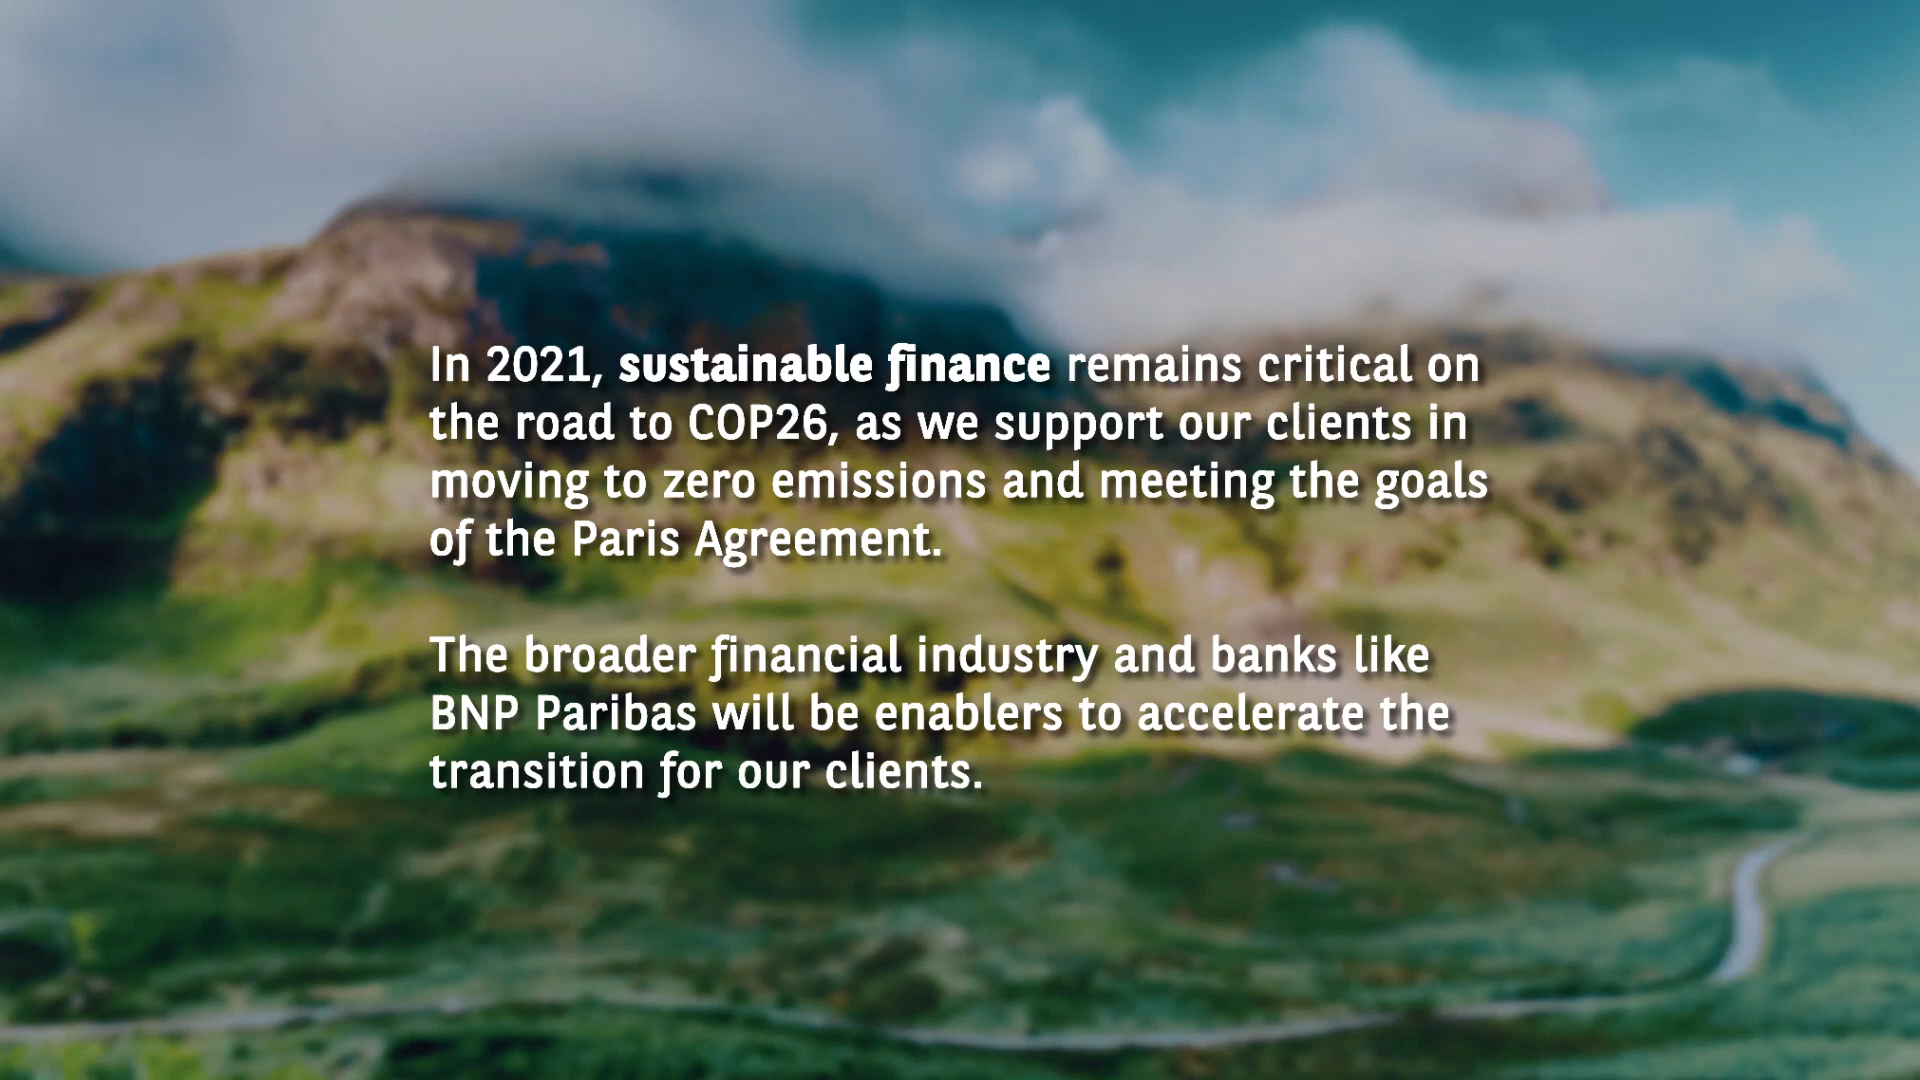 In 2021, sustainable finance remains critical on
the road to COP26, as we support our clients in
moving to zero emissions and meeting the goals
of the Paris Agreement.
The broader financial industry and banks like
BNP Paribas will be enablers to accelerate the
transition for our clients.